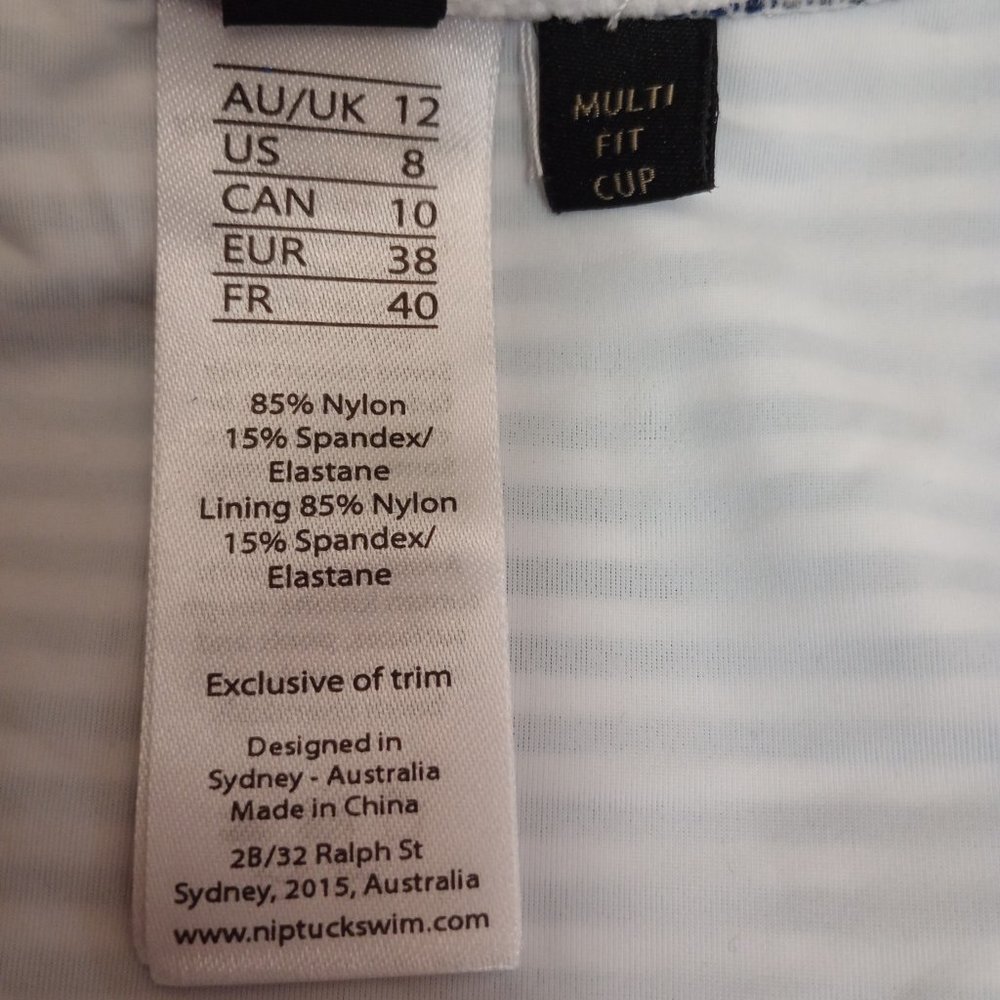 AU/UK 12
US 8
CAN 10
EUR 38
FR 40
85% Nylon
15% Spandex/
Elastane
Lining 85% Nylon
15% Spandex/
Elastane
Exclusive of trim
Designed in
Sydney - Australia
Made in China
2B/32 Ralph St
Sydney, 2015, Australia
www.niptuckswim.com
MULTI
FIT
CUP